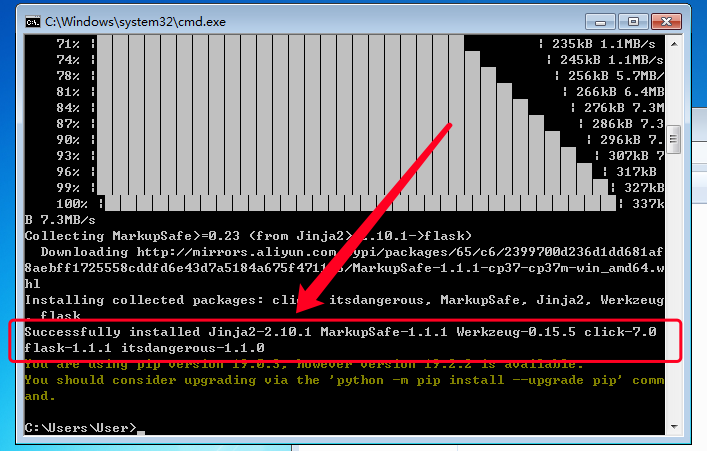 C:\Windows\system32\cmd.exe
71% | 235kB 1.1MB/s
74% | 245kB 1.1MB/s
78% | 256kB 5.7MB/
81% | 266kB 6.4MB
84% | 276kB 7.3M
87% | 286kB 7.3
90% | 296kB 7.
93% | 307kB 7
96% | 317kB
99% | 327kB
100% | 337k
B 7.3MB/s
Collecting MarkupSafe>=0.23 (from Jinja2> 2.10.1->flask)
Downloading http://mirrors.aliyun.com pypi/packages/65/c6/2399700d236d1dd681af
8aebff1725558cddfd6e43d7a5184a675f4711 /MarkupSafe-1.1.1-cp37-cp37m-win_amd64.w
hl
Installing collected packages: itsdangerous, MarkupSafe, Jinja2, Werkzeug
, flask
Successfully installed Jinja2-2.10.1 MarkupSafe-1.1.1 Werkzeug-0.15.5 click-7.0
flask-1.1.1 itsdangerous-1.1.0
You are using pip version 19.0.3, however version 19.2.2 is available.
You should consider upgrading via the 'python -m pip install --upgrade pip' comm
and.
C:\Users\User>_